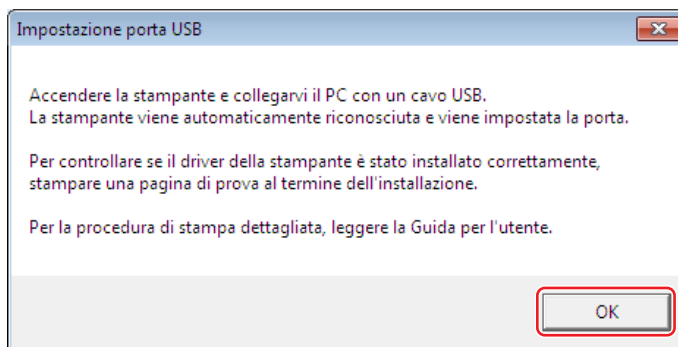 Impostazione porta USB
Accendere la stampante e collegarvi il PC con un cavo USB.
La stampante viene automaticamente riconosciuta e viene impostata la porta.
Per controllare se il driver della stampante è stato installato correttamente,
stampare una pagina di prova al termine dell'installazione.
Per la procedura di stampa dettagliata, leggere la Guida per l'utente.
OK